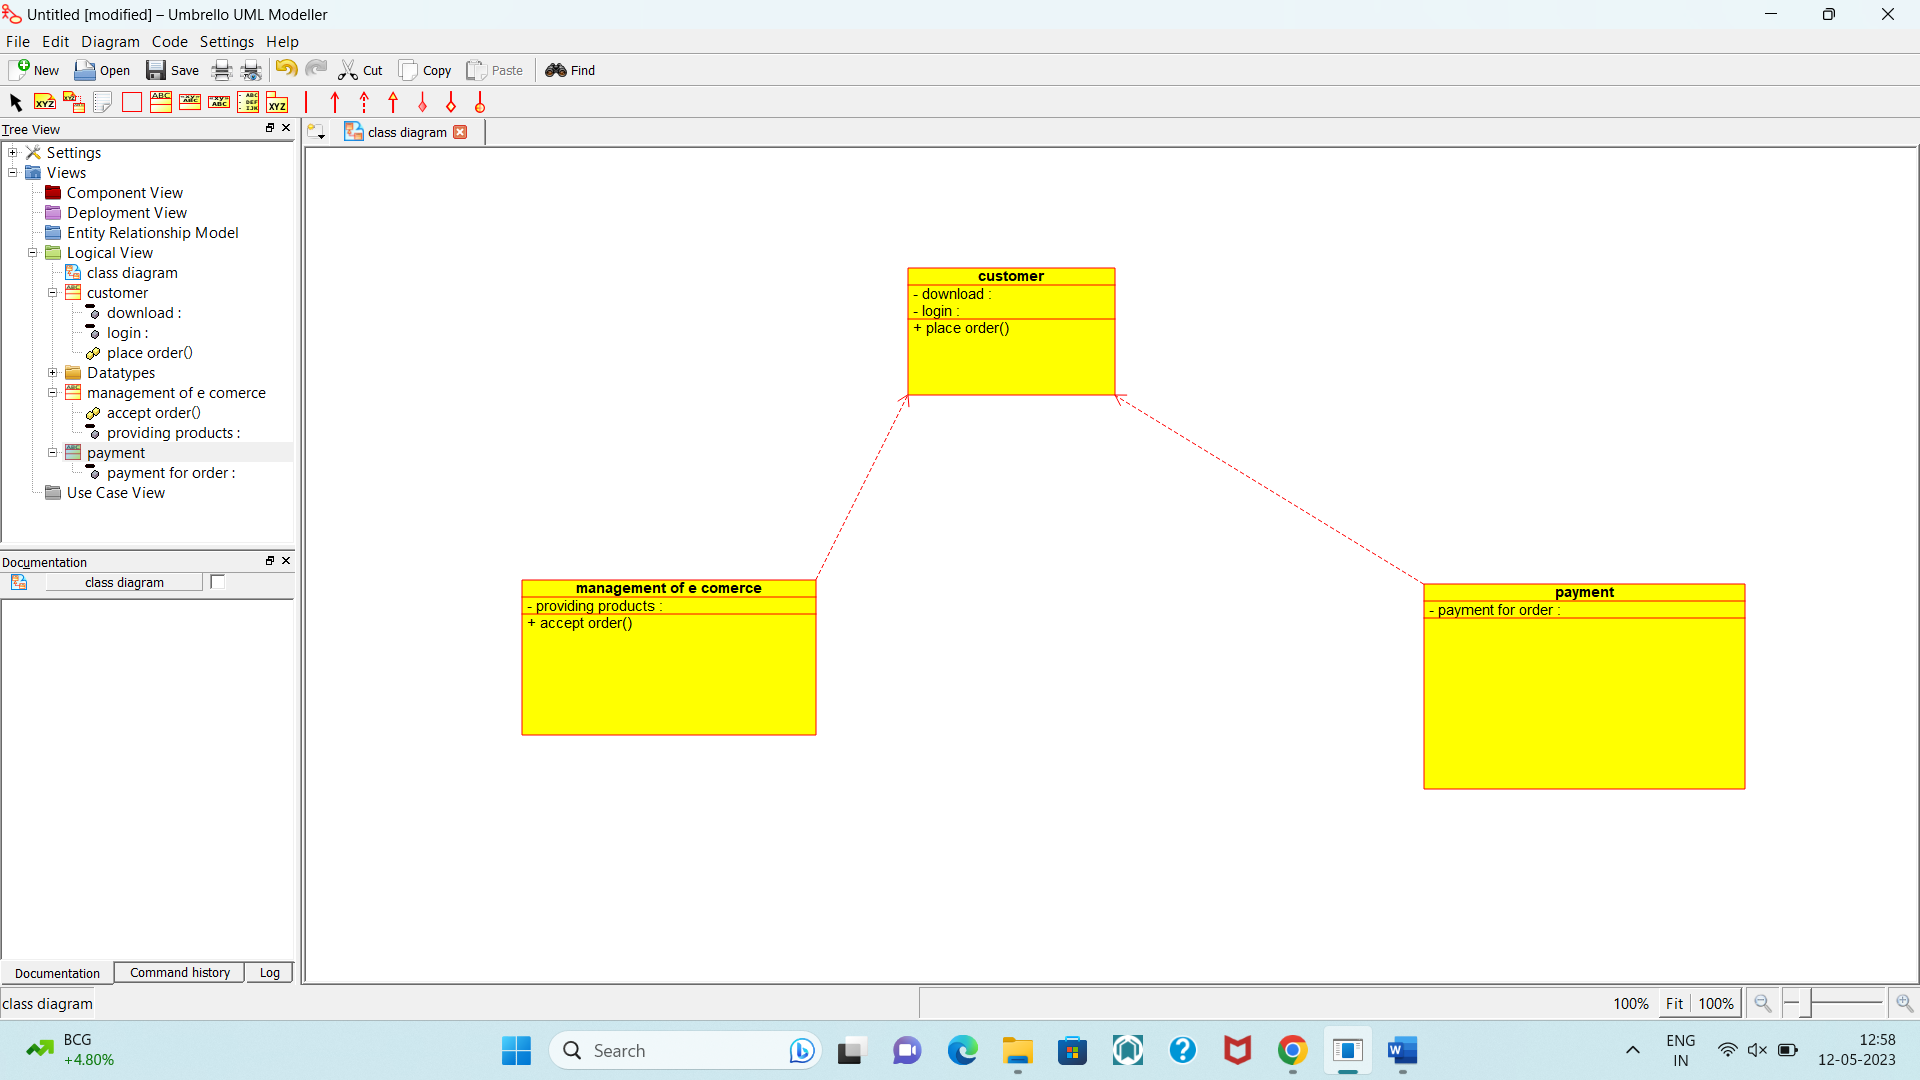 Untitled [modified] – Umbrello UML Modeller
File Edit Diagram Code Settings Help
New Open Save Cut Copy Paste Find
Tree View
class diagram
Settings
Views
Component View
Deployment View
Entity Relationship Model
Logical View
class diagram
customer
download :
login :
place order()
Datatypes
management of e comerce
accept order()
providing products :
payment
payment for order :
Use Case View
Documentation
class diagram
Documentation Command history Log
customer
- download :
- login :
+ place order()
management of e comerce
- providing products :
+ accept order()
payment
- payment for order :
class diagram
100% Fit 100%
BCG
+4.80%
Search
ENG
IN
12:58
12-05-2023